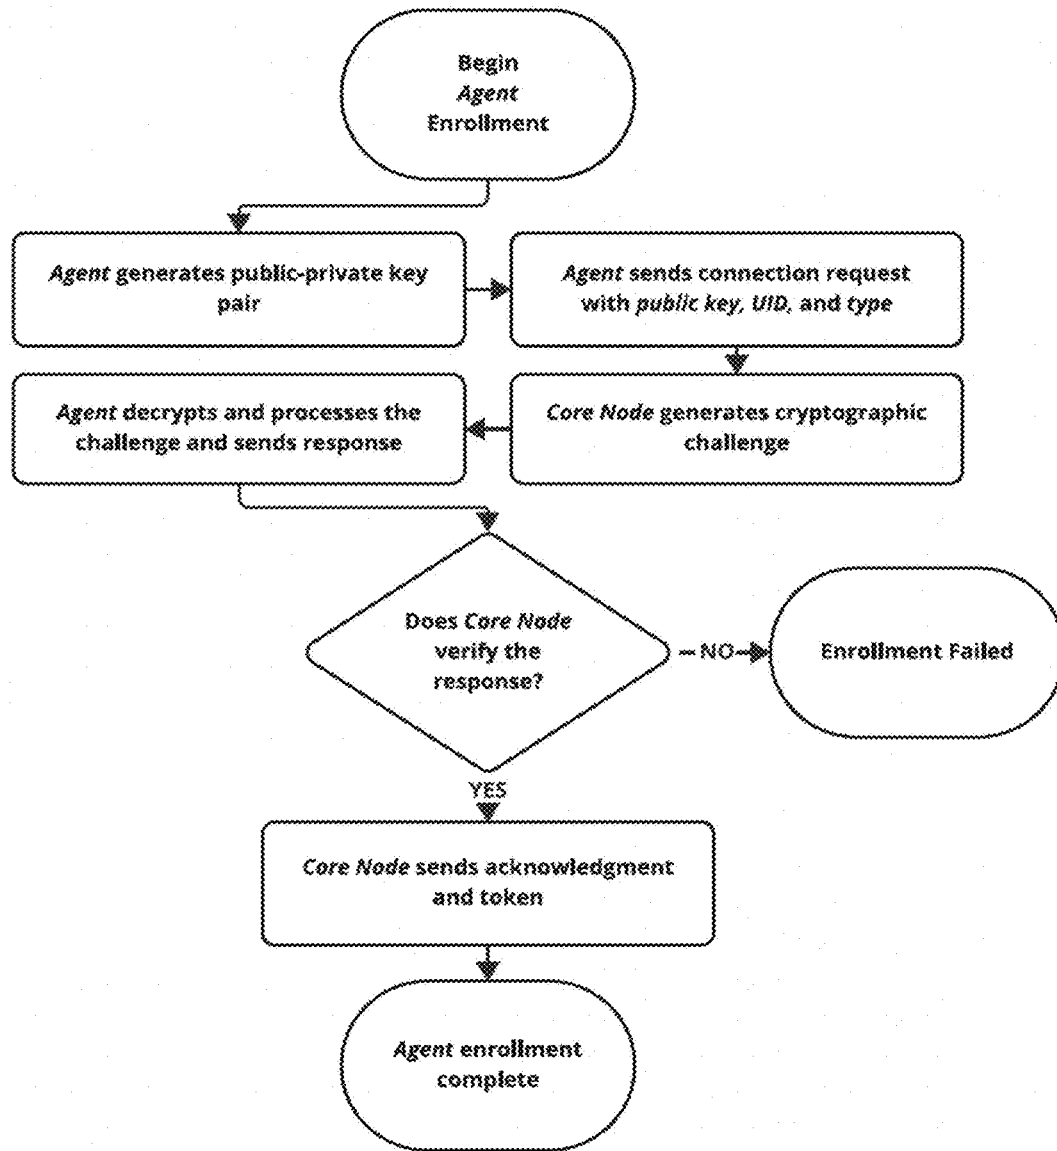 Begin
Agent
Enrollment
Agent generates public-private key
pair
Agent sends connection request
with public key, UID, and type
Core Node generates cryptographic
challenge
Agent decrypts and processes the
challenge and sends response
Does Core Node
verify the
response?
NO
Enrollment Failed
YES
Core Node sends acknowledgment
and token
Agent enrollment
complete